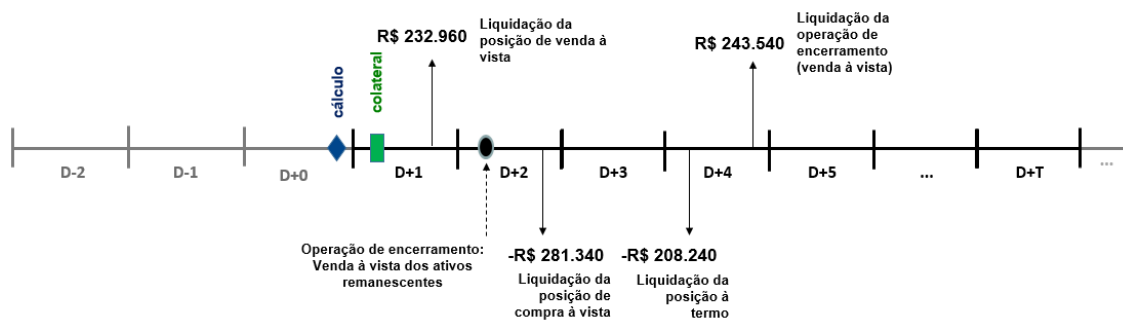 R$ 232.960
Liquidação da
posição de venda à
vista
R$ 243.540
Liquidação da
operação de
encerramento
(venda à vista)
cálculo
colateral
D-2
D-1
D+0
D+1
D+2
D+3
D+4
D+5
...
D+T
...
Operação de encerramento:
Venda à vista dos ativos
remanescentes
-R$ 281.340
Liquidação da
posição de
compra à vista
-R$ 208.240
Liquidação da
posição à
termo